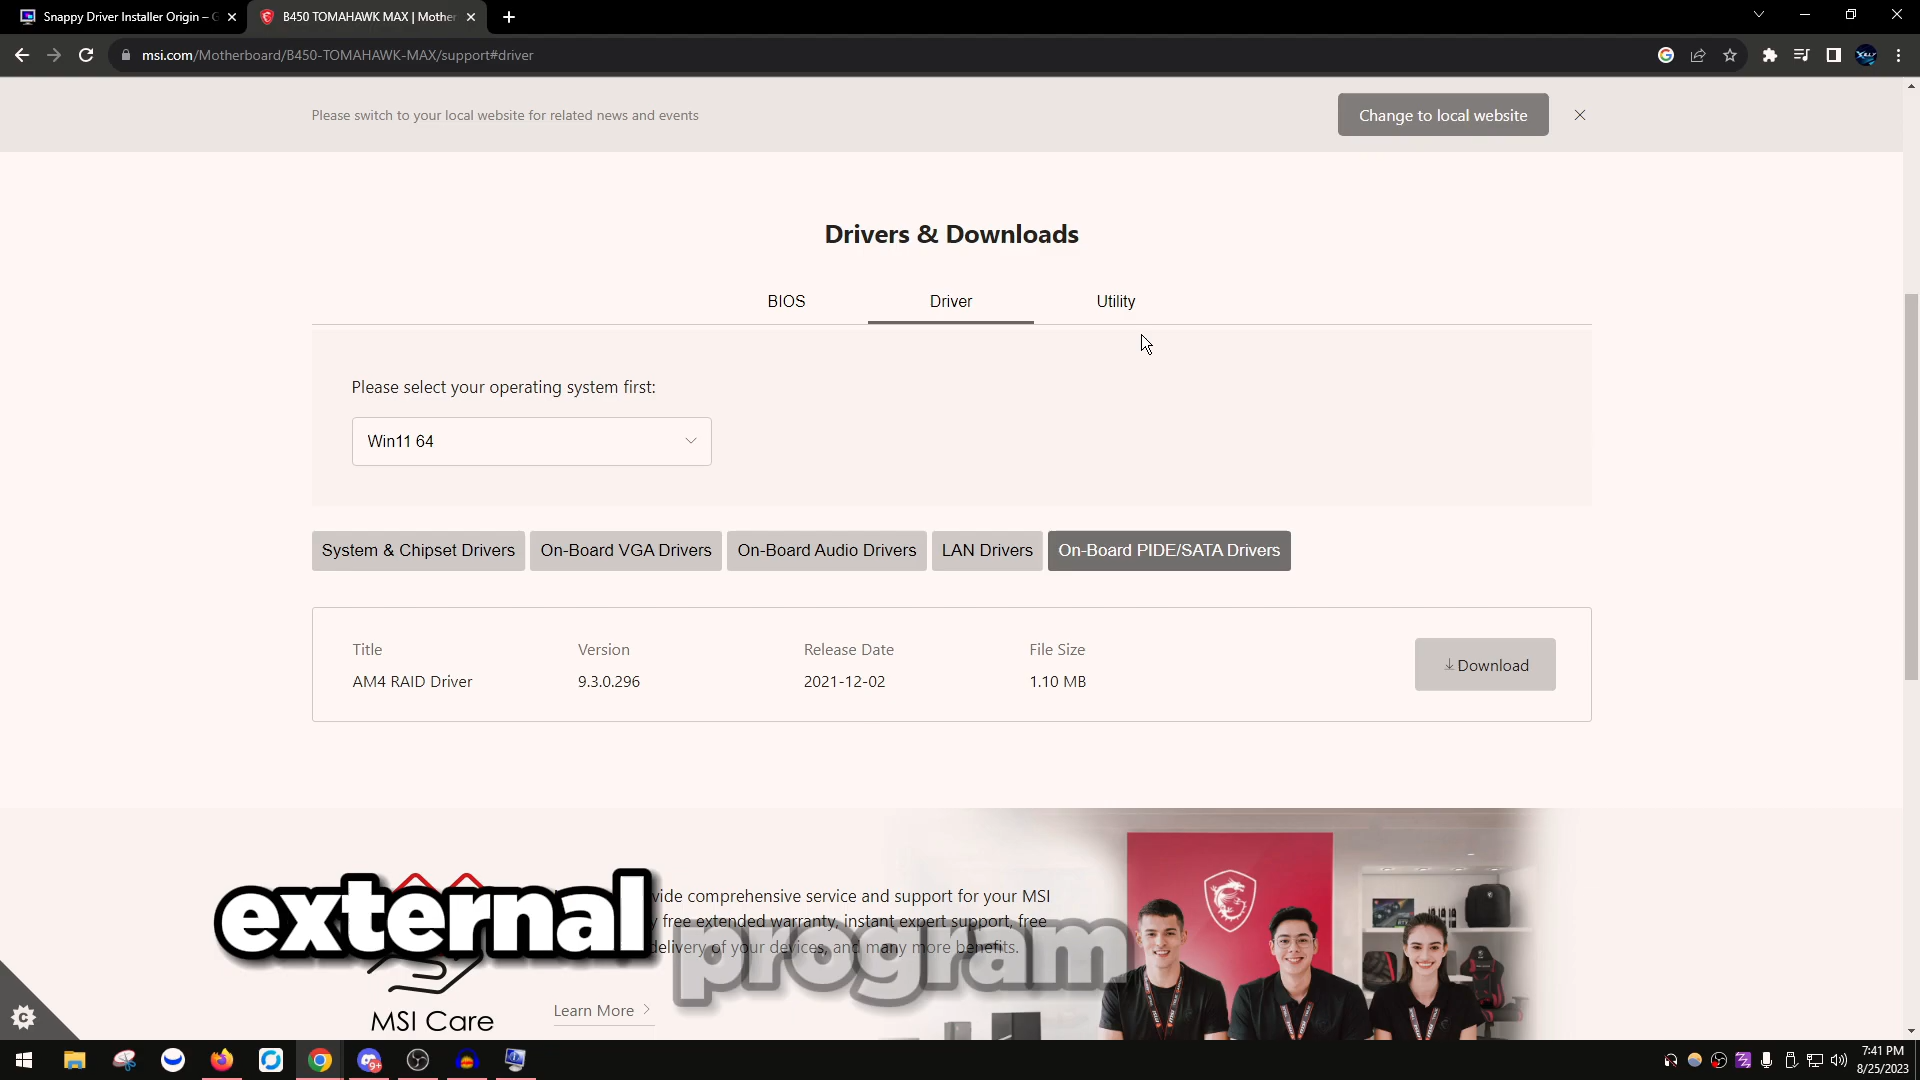 Snappy Driver Installer Origin –
B450 TOMAHAWK MAX | Mother
msi.com/Motherboard/B450-TOMAHAWK-MAX/support#driver
Please switch to your local website for related news and events
Change to local website
Drivers & Downloads
BIOS
Driver
Utility
Please select your operating system first:
Win11 64
System & Chipset Drivers
On-Board VGA Drivers
On-Board Audio Drivers
LAN Drivers
On-Board PIDE/SATA Drivers
Title
Version
Release Date
File Size
AM4 RAID Driver
9.3.0.296
2021-12-02
1.10 MB
Download
vide comprehensive service and support for your MSI
free extended warranty, instant expert support, free
delivery of your devices, and many more benefits.
external program
Learn More
MSI Care
9+
7:41 PM
8/25/2023